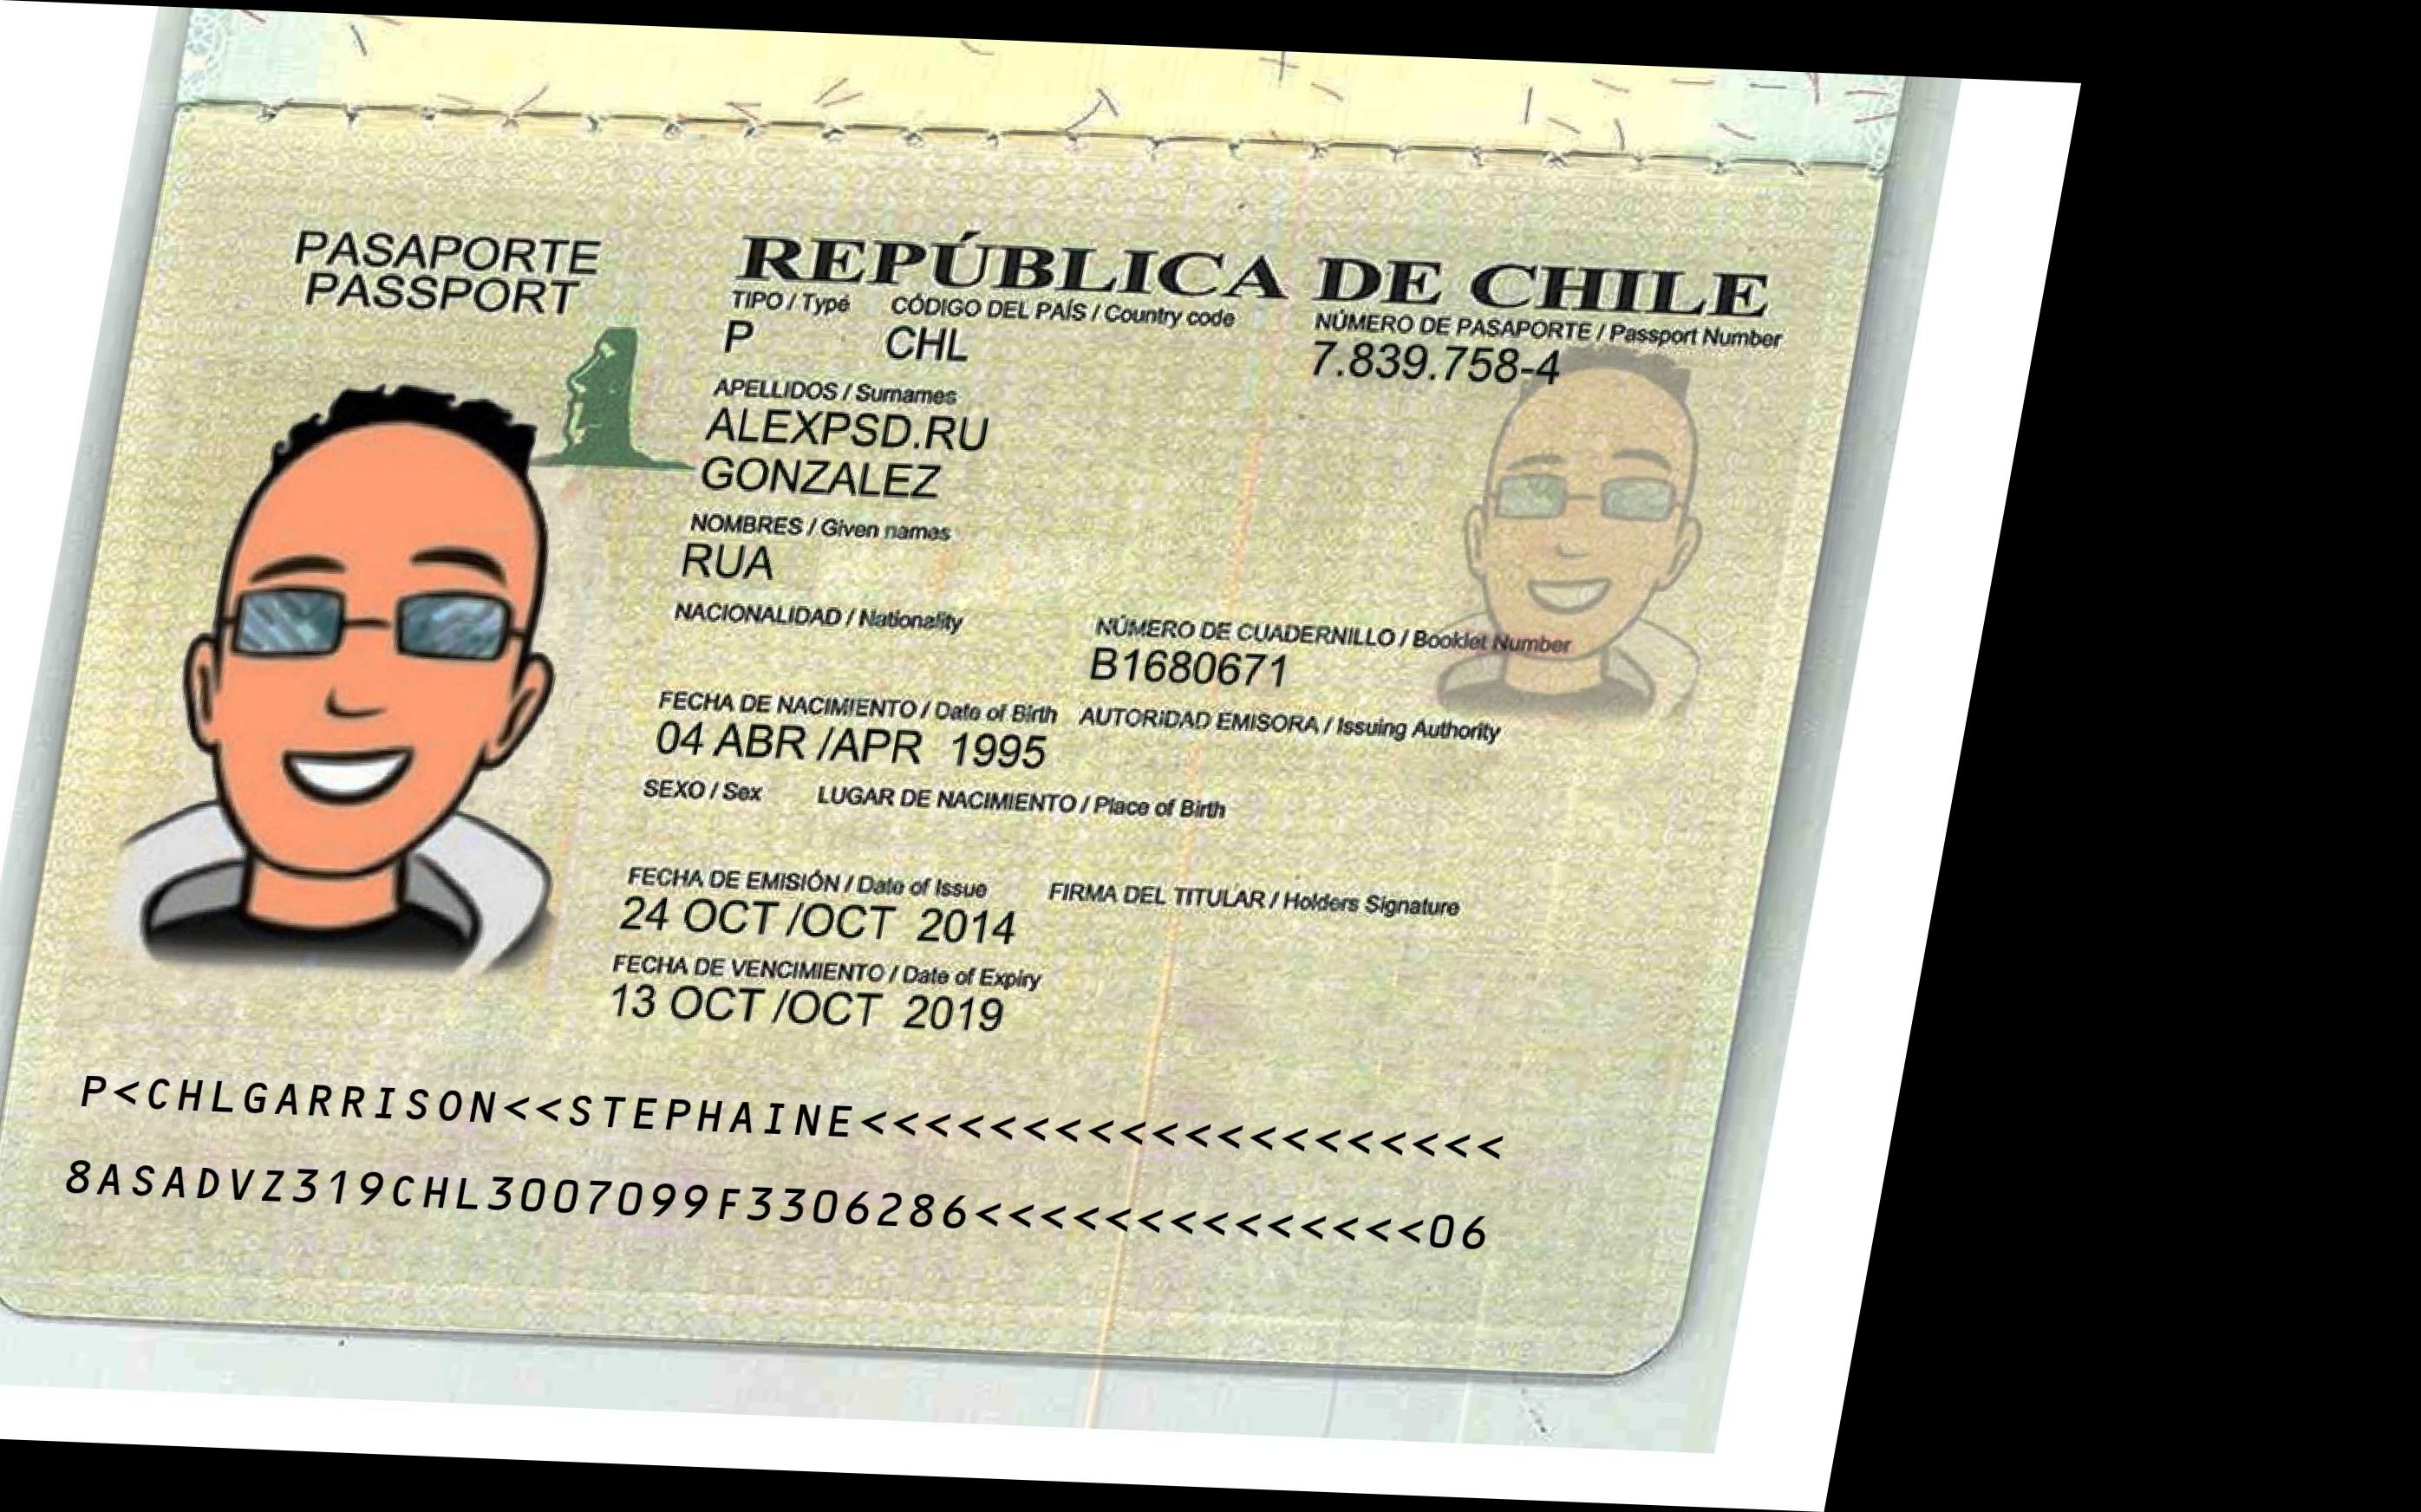 PASAPORTE
PASSPORT
REPÚBLICA DE CHILE
TIPO / Typé CÓDIGO DEL PAÍS / Country code NÚMERO DE PASAPORTE / Passport Number
P CHL 7.839.758-4
APELLIDOS / Surnames
ALEXPSD.RU
GONZALEZ
NOMBRES / Given names
RUA
NACIONALIDAD / Nationality NÚMERO DE CUADERNILLO / Booklet Number
B1680671
FECHA DE NACIMIENTO / Date of Birth AUTORIDAD EMISORA / Issuing Authority
04 ABR /APR 1995
SEXO / Sex LUGAR DE NACIMIENTO / Place of Birth
FECHA DE EMISIÓN / Date of Issue FIRMA DEL TITULAR / Holders Signature
24 OCT /OCT 2014
FECHA DE VENCIMIENTO / Date of Expiry
13 OCT /OCT 2019
P<CHLGARRISON<<STEPHAINE<<<<<<<<<<<<<<<<<<<<
8ASADVZ319CHL3007099F3306286<<<<<<<<<<<<<<06